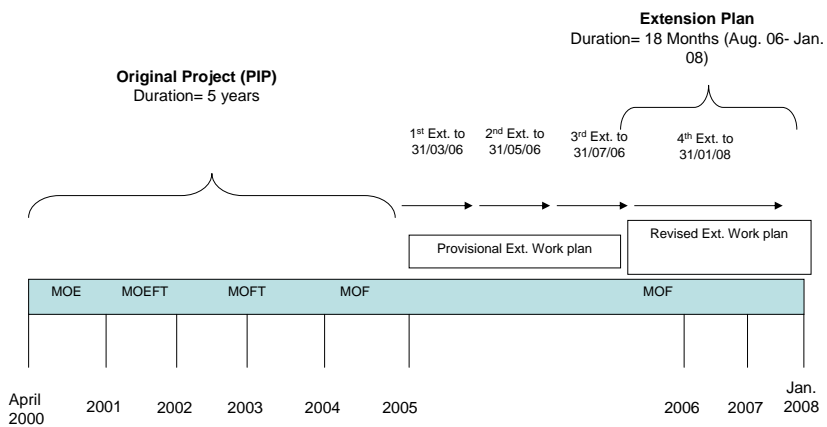 Extension Plan
Duration= 18 Months (Aug. 06- Jan.
08)
Original Project (PIP)
Duration= 5 years
1st Ext. to
31/03/06
2nd Ext. to
31/05/06
3rd Ext. to
31/07/06
4th Ext. to
31/01/08
Provisional Ext. Work plan
Revised Ext. Work plan
MOE
MOEFT
MOFT
MOF
MOF
April
2000
2001
2002
2003
2004
2005
2006
2007
Jan.
2008